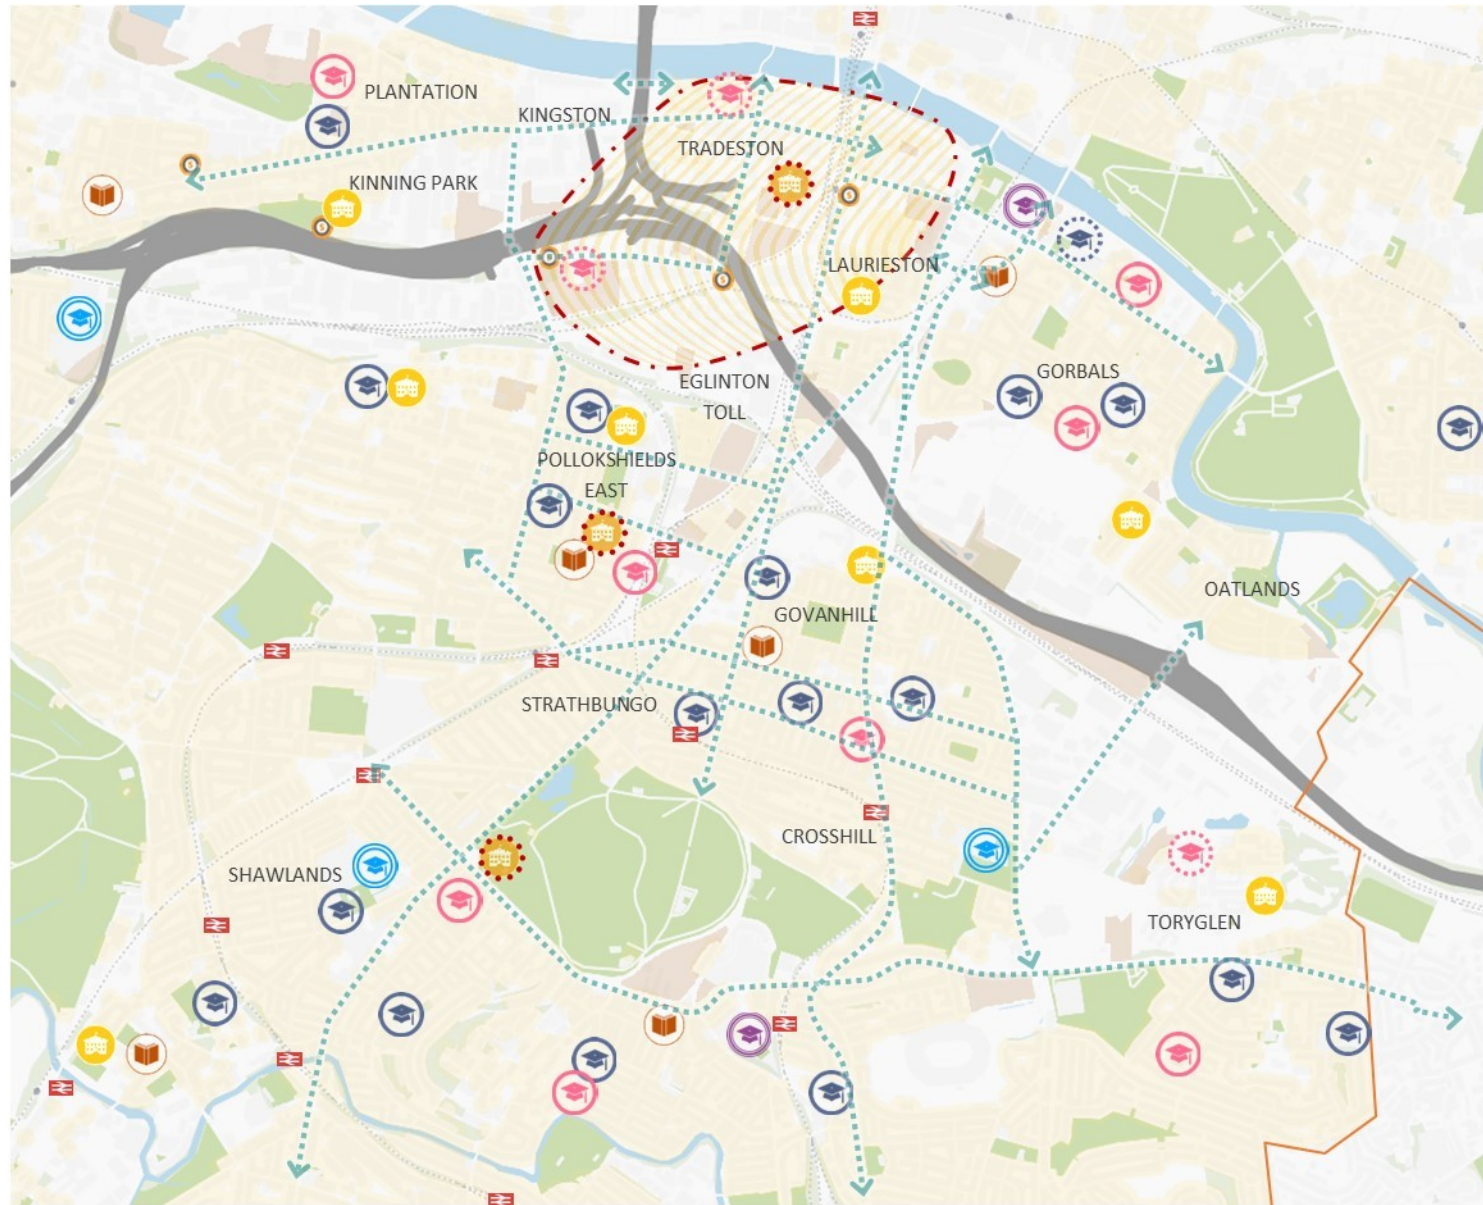 PLANTATION
KINGSTON
TRADESTON
KINNING PARK
LAURIESTON
GORBALS
EGLINTON
TOLL
POLLOKSHIELDS
EAST
OATLANDS
GOVANHILL
STRATHBUNGO
CROSSHILL
SHAWLANDS
TORYGLEN